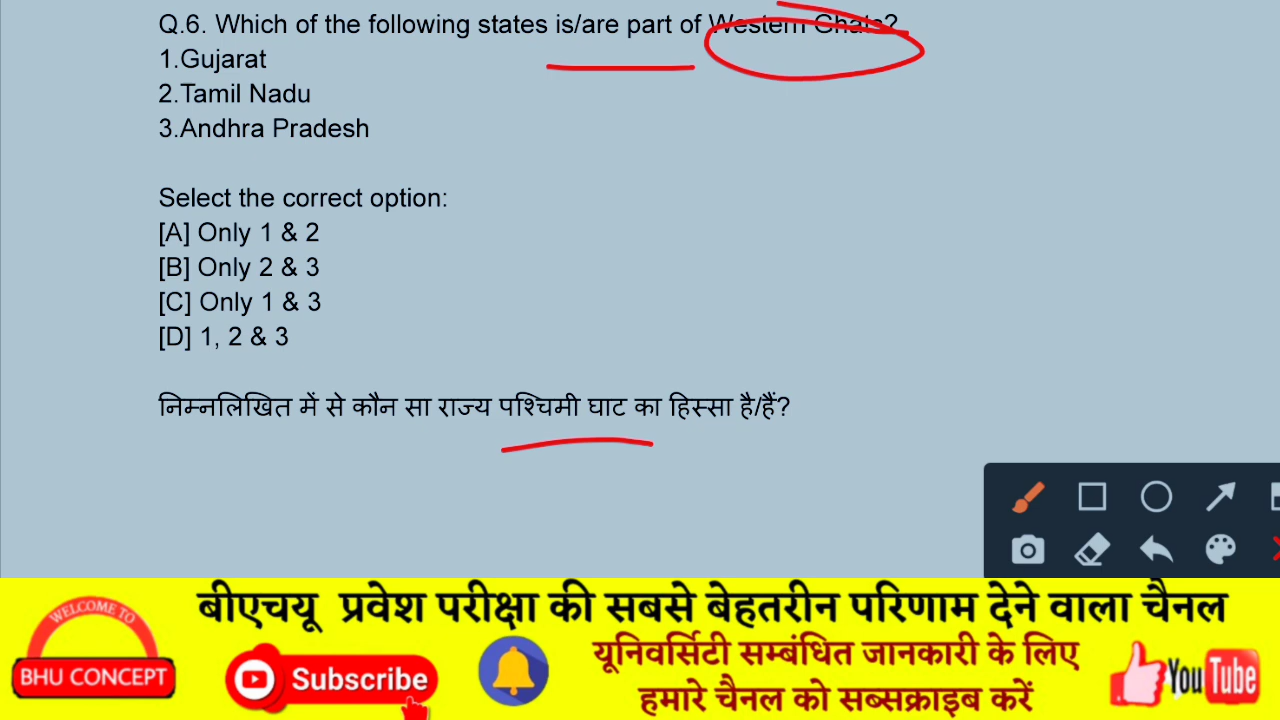 Q.6. Which of the following states is/are part of Western Ghats?
1.Gujarat
2.Tamil Nadu
3.Andhra Pradesh
Select the correct option:
[A] Only 1 & 2
[B] Only 2 & 3
[C] Only 1 & 3
[D] 1, 2 & 3
निम्नलिखित में से कौन सा राज्य पश्चिमी घाट का हिस्सा है/हैं?
बीएचयू प्रवेश परीक्षा की सबसे बेहतरीन परिणाम देने वाला चैनल
WELCOME TO
BHU CONCEPT
Subscribe
यूनिवर्सिटी सम्बंधित जानकारी के लिए
हमारे चैनल को सब्सक्राइब करें
YouTube